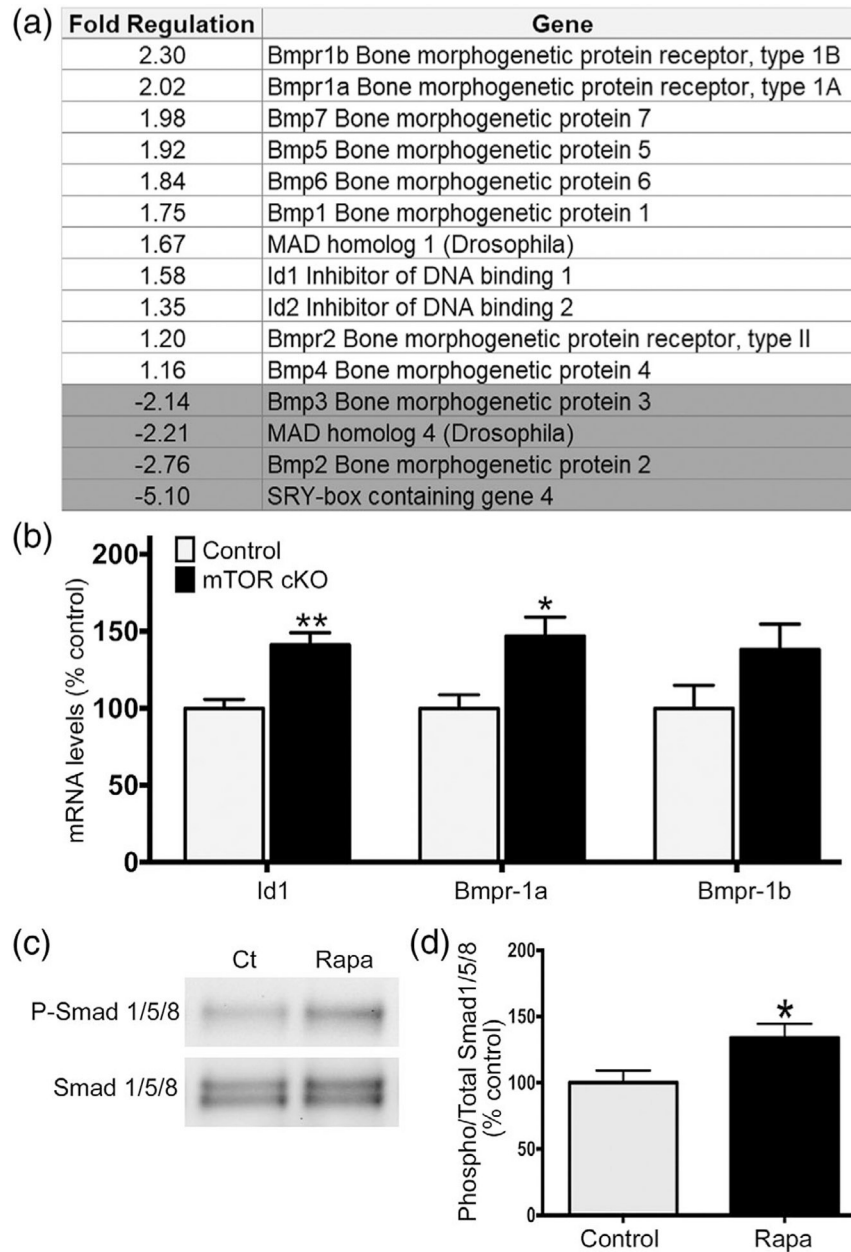 (a)
Fold Regulation Gene
2.30 Bmpr1b Bone morphogenetic protein receptor, type 1B
2.02 Bmpr1a Bone morphogenetic protein receptor, type 1A
1.98 Bmp7 Bone morphogenetic protein 7
1.92 Bmp5 Bone morphogenetic protein 5
1.84 Bmp6 Bone morphogenetic protein 6
1.75 Bmp1 Bone morphogenetic protein 1
1.67 MAD homolog 1 (Drosophila)
1.58 Id1 Inhibitor of DNA binding 1
1.35 Id2 Inhibitor of DNA binding 2
1.20 Bmpr2 Bone morphogenetic protein receptor, type II
1.16 Bmp4 Bone morphogenetic protein 4
-2.14 Bmp3 Bone morphogenetic protein 3
-2.21 MAD homolog 4 (Drosophila)
-2.76 Bmp2 Bone morphogenetic protein 2
-5.10 SRY-box containing gene 4
(b)
mRNA levels (% control)
200
150
100
50
0
Control
mTOR cKO
** *
Id1 Bmpr-1a Bmpr-1b
(c)
Ct Rapa
P-Smad 1/5/8
Smad 1/5/8
(d)
Phospho/Total Smad1/5/8
(% control)
200
150
100
50
0
*
Control Rapa